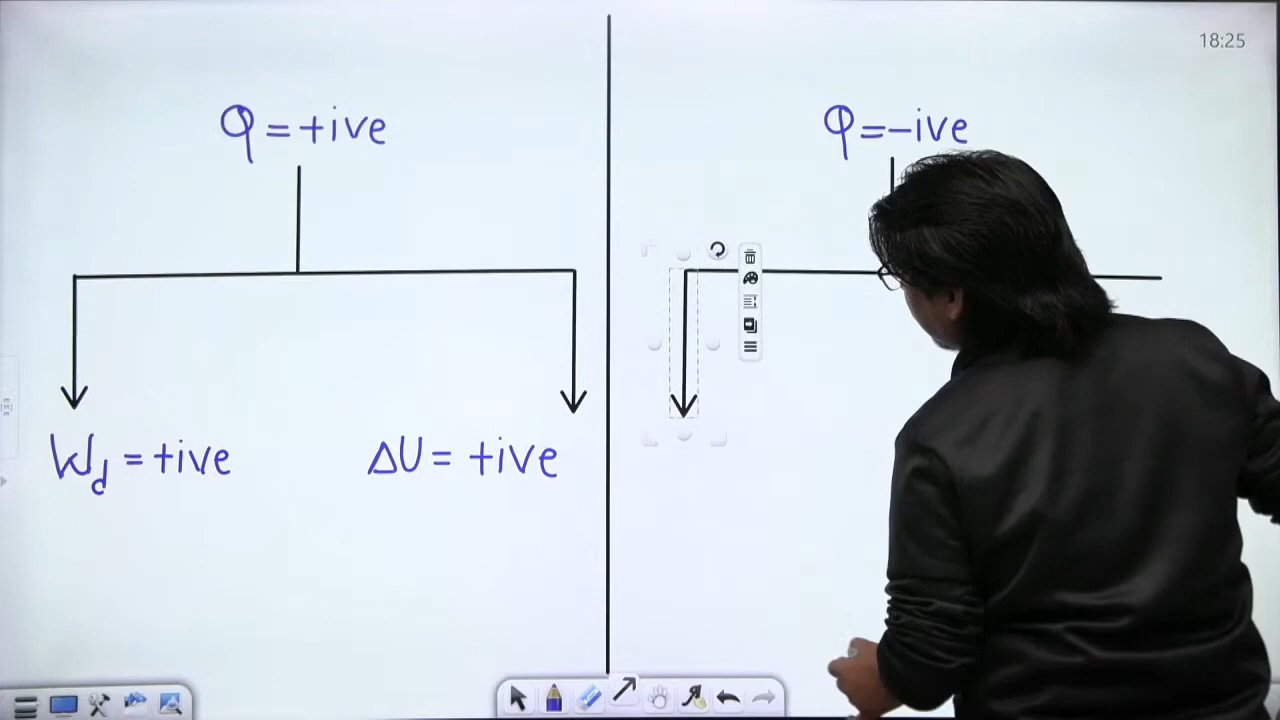 18:25
Q = +ive
Q = -ive
Wd = +ive
ΔU = +ive